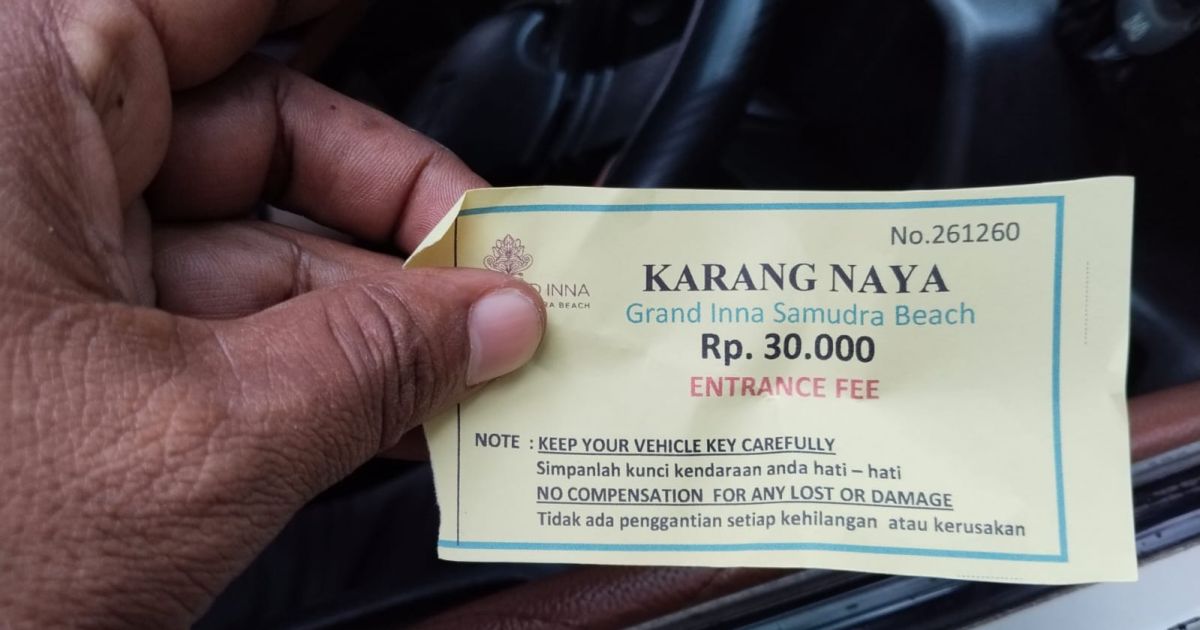 No.261260
INNA
BEACH
KARANG NAYA
Grand Inna Samudra Beach
Rp. 30.000
ENTRANCE FEE
NOTE : KEEP YOUR VEHICLE KEY CAREFULLY
Simpanlah kunci kendaraan anda hati – hati
NO COMPENSATION FOR ANY LOST OR DAMAGE
Tidak ada penggantian setiap kehilangan atau kerusakan